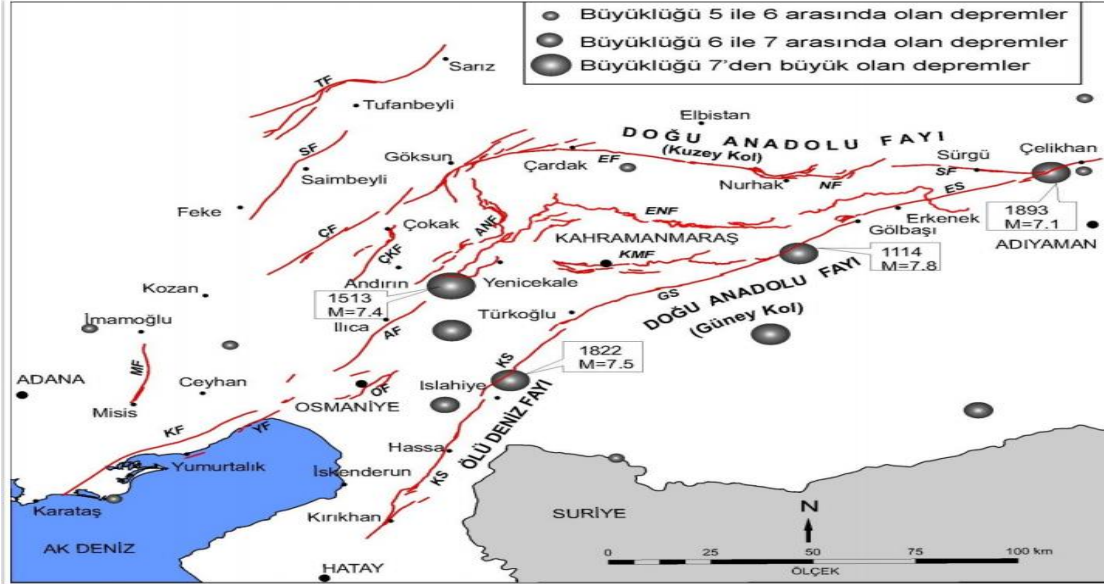 Büyüklüğü 5 ile 6 arasında olan depremler
Büyüklüğü 6 ile 7 arasında olan depremler
Büyüklüğü 7'den büyük olan depremler
Sarız
TF
Tufanbeyli
Elbistan
DOĞU ANADOLU FAYI
(Kuzey Kol)
SF
Göksun
Çardak
EF
Sürgü
Çelikhan
Saimbeyli
Nurhak
NF
SF
ES
Feke
ÇF
Çokak
ANF
ENF
Erkenek
Gölbaşı
1893
M=7.1
ADIYAMAN
KAHRAMANMARAŞ
ÇKF
KMF
1114
M=7.8
Andırın
Yenicekale
Kozan
1513
M=7.4
GS
DOĞU ANADOLU FAYI
(Güney Kol)
İmamoğlu
Ilıca
AF
Türkoğlu
1822
M=7.5
KS
MF
ADANA
Ceyhan
Islahiye
OF
Misis
OSMANİYE
KF
YF
ÖLÜ DENİZ FAYI
Hassa
Yumurtalık
İskenderun
KS
Karataş
Kırıkhan
SURİYE
N
AK DENİZ
HATAY
0 25 50 75 100 km
ÖLÇEK